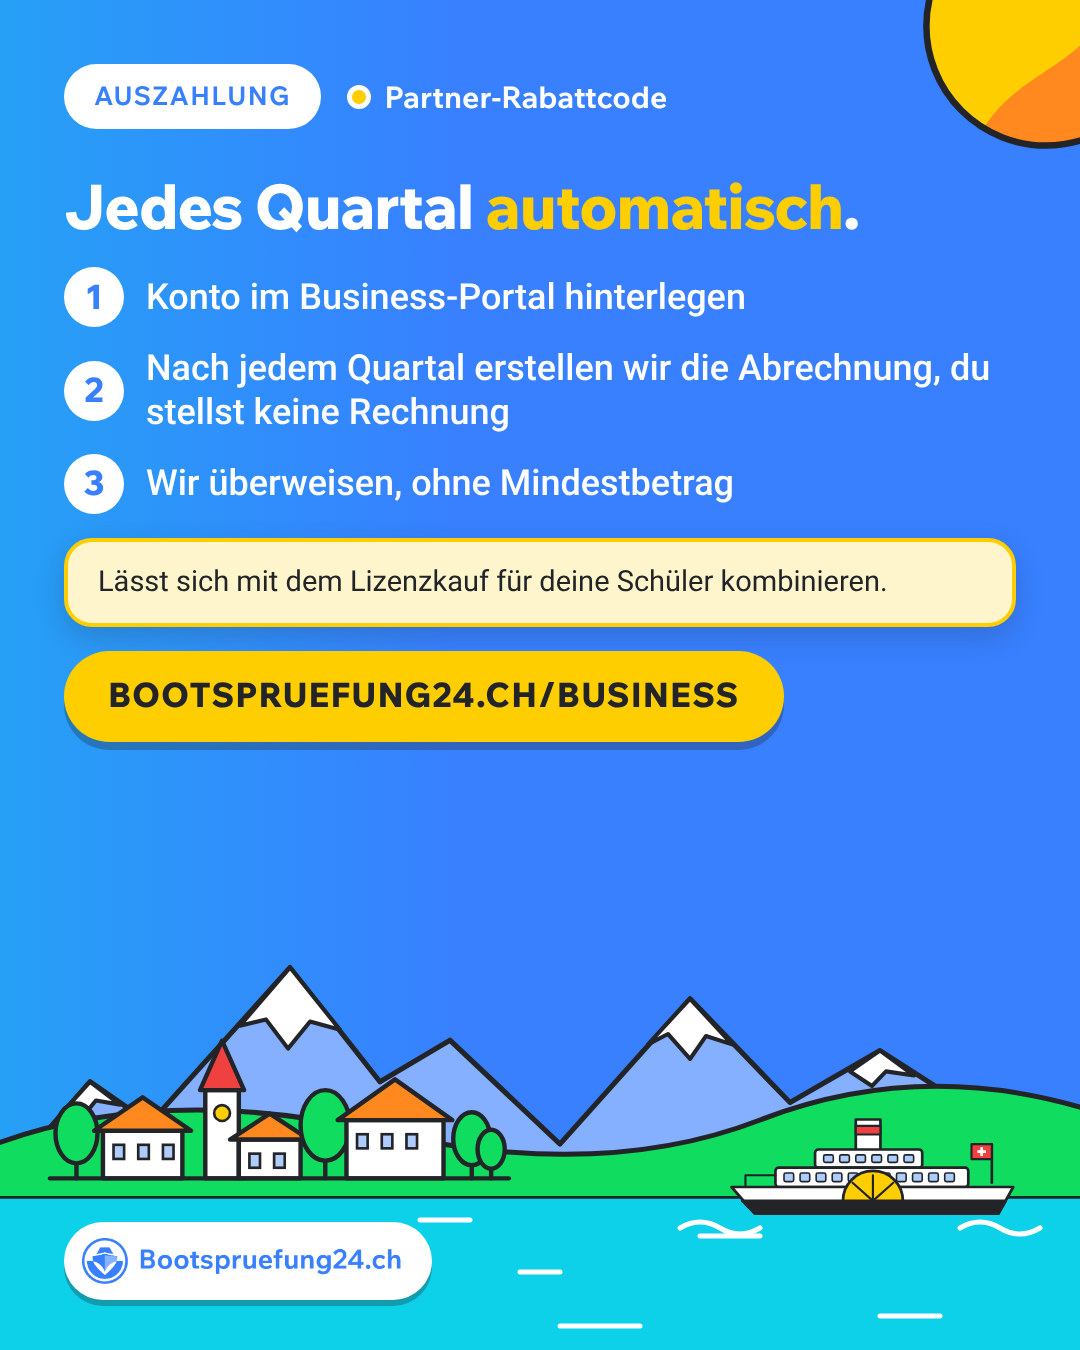 AUSZAHLUNG
Partner-Rabattcode
Jedes Quartal automatisch.
1 Konto im Business-Portal hinterlegen
2 Nach jedem Quartal erstellen wir die Abrechnung, du
stellst keine Rechnung
3 Wir überweisen, ohne Mindestbetrag
Lässt sich mit dem Lizenzkauf für deine Schüler kombinieren.
BOOTSPRUEFUNG24.CH/BUSINESS
Bootspruefung24.ch